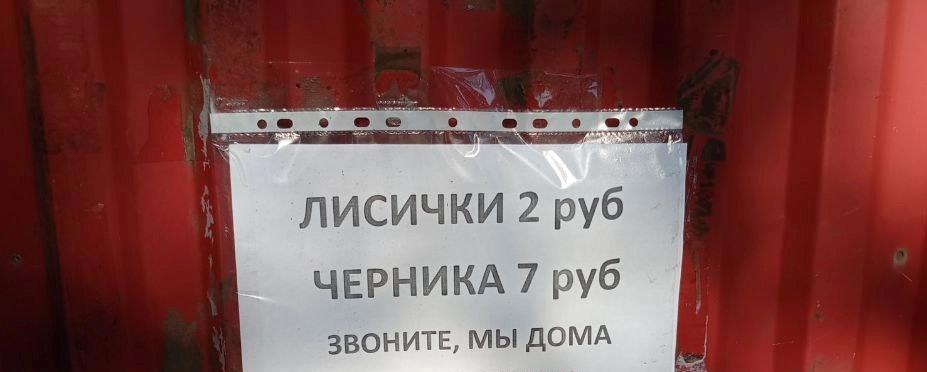 ЛИСИЧКИ 2 руб
ЧЕРНИКА 7 руб
ЗВОНИТЕ, МЫ ДОМА